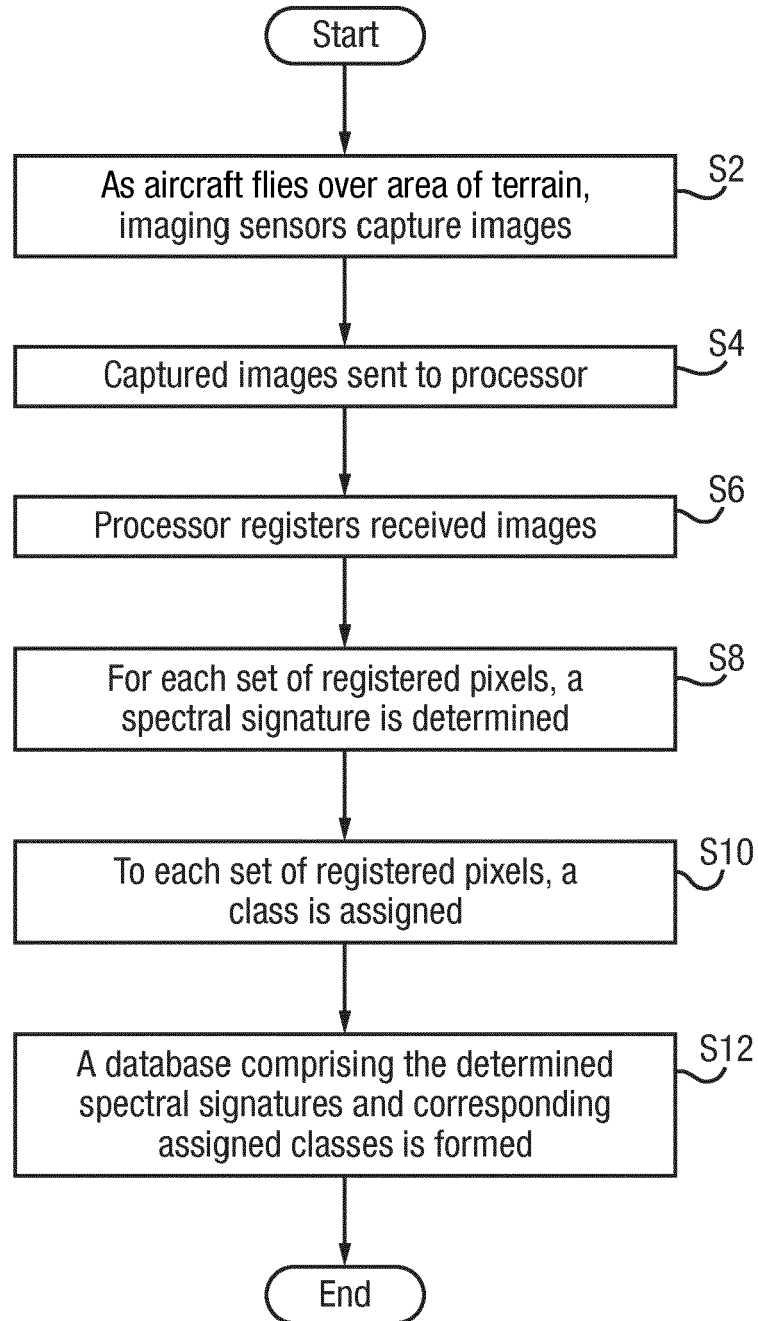 Start
As aircraft flies over area of terrain,
imaging sensors capture images
S2
Captured images sent to processor
S4
Processor registers received images
S6
For each set of registered pixels, a
spectral signature is determined
S8
To each set of registered pixels, a
class is assigned
S10
A database comprising the determined
spectral signatures and corresponding
assigned classes is formed
S12
End